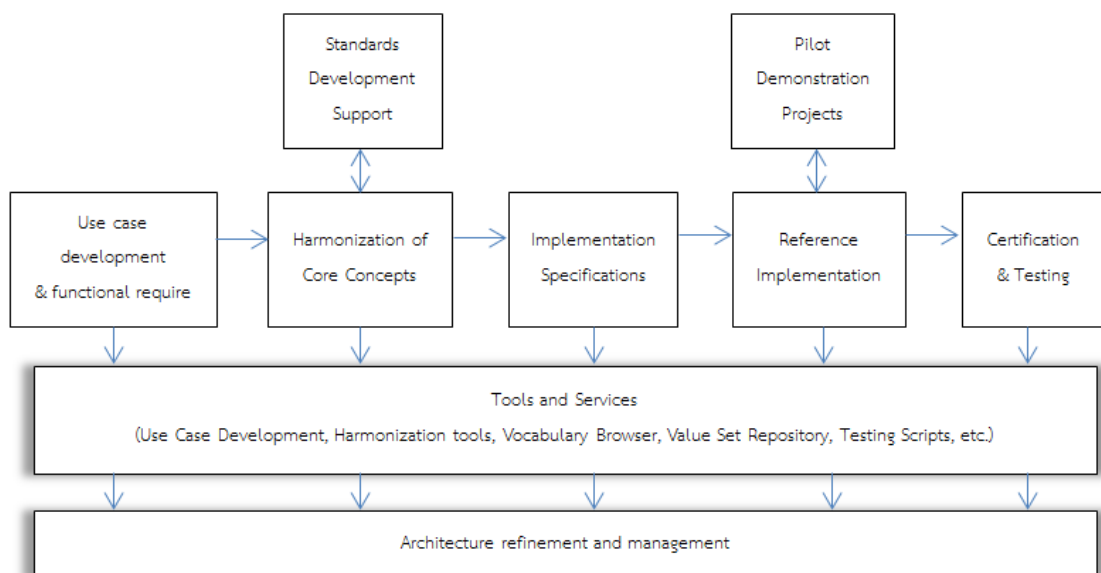 Standards
Development
Support
Pilot
Demonstration
Projects
Use case
development
& functional require
Harmonization of
Core Concepts
Implementation
Specifications
Reference
Implementation
Certification
& Testing
Tools and Services
(Use Case Development, Harmonization tools, Vocabulary Browser, Value Set Repository, Testing Scripts, etc.)
Architecture refinement and management